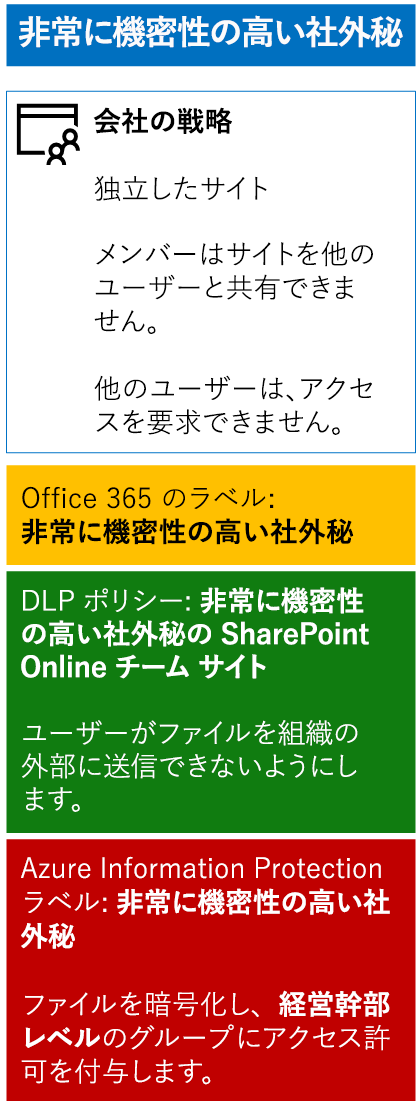 非常に機密性の高い社外秘
会社の戦略
独立したサイト
メンバーはサイトを他の
ユーザーと共有できま
せん。
他のユーザーは、アクセ
スを要求できません。
Office 365 のラベル:
非常に機密性の高い社外秘
DLP ポリシー: 非常に機密性
の高い社外秘の SharePoint
Online チーム サイト
ユーザーがファイルを組織の
外部に送信できないようにし
ます。
Azure Information Protection
ラベル: 非常に機密性の高い社
外秘
ファイルを暗号化し、経営幹部
レベルのグループにアクセス許
可を付与します。